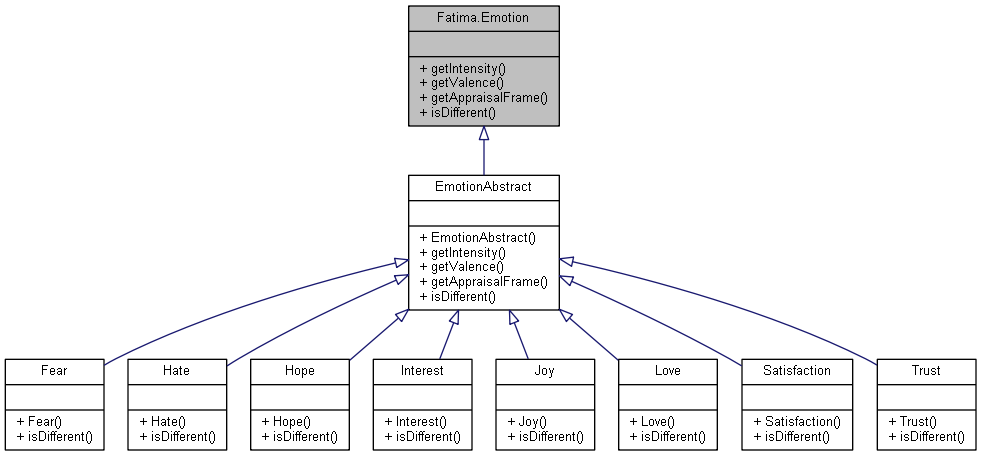 Fatima.Emotion
+ getIntensity()
+ getValence()
+ getAppraisalFrame()
+ isDifferent()
EmotionAbstract
+ EmotionAbstract()
+ getIntensity()
+ getValence()
+ getAppraisalFrame()
+ isDifferent()
Fear
+ Fear()
+ isDifferent()
Hate
+ Hate()
+ isDifferent()
Hope
+ Hope()
+ isDifferent()
Interest
+ Interest()
+ isDifferent()
Joy
+ Joy()
+ isDifferent()
Love
+ Love()
+ isDifferent()
Satisfaction
+ Satisfaction()
+ isDifferent()
Trust
+ Trust()
+ isDifferent()